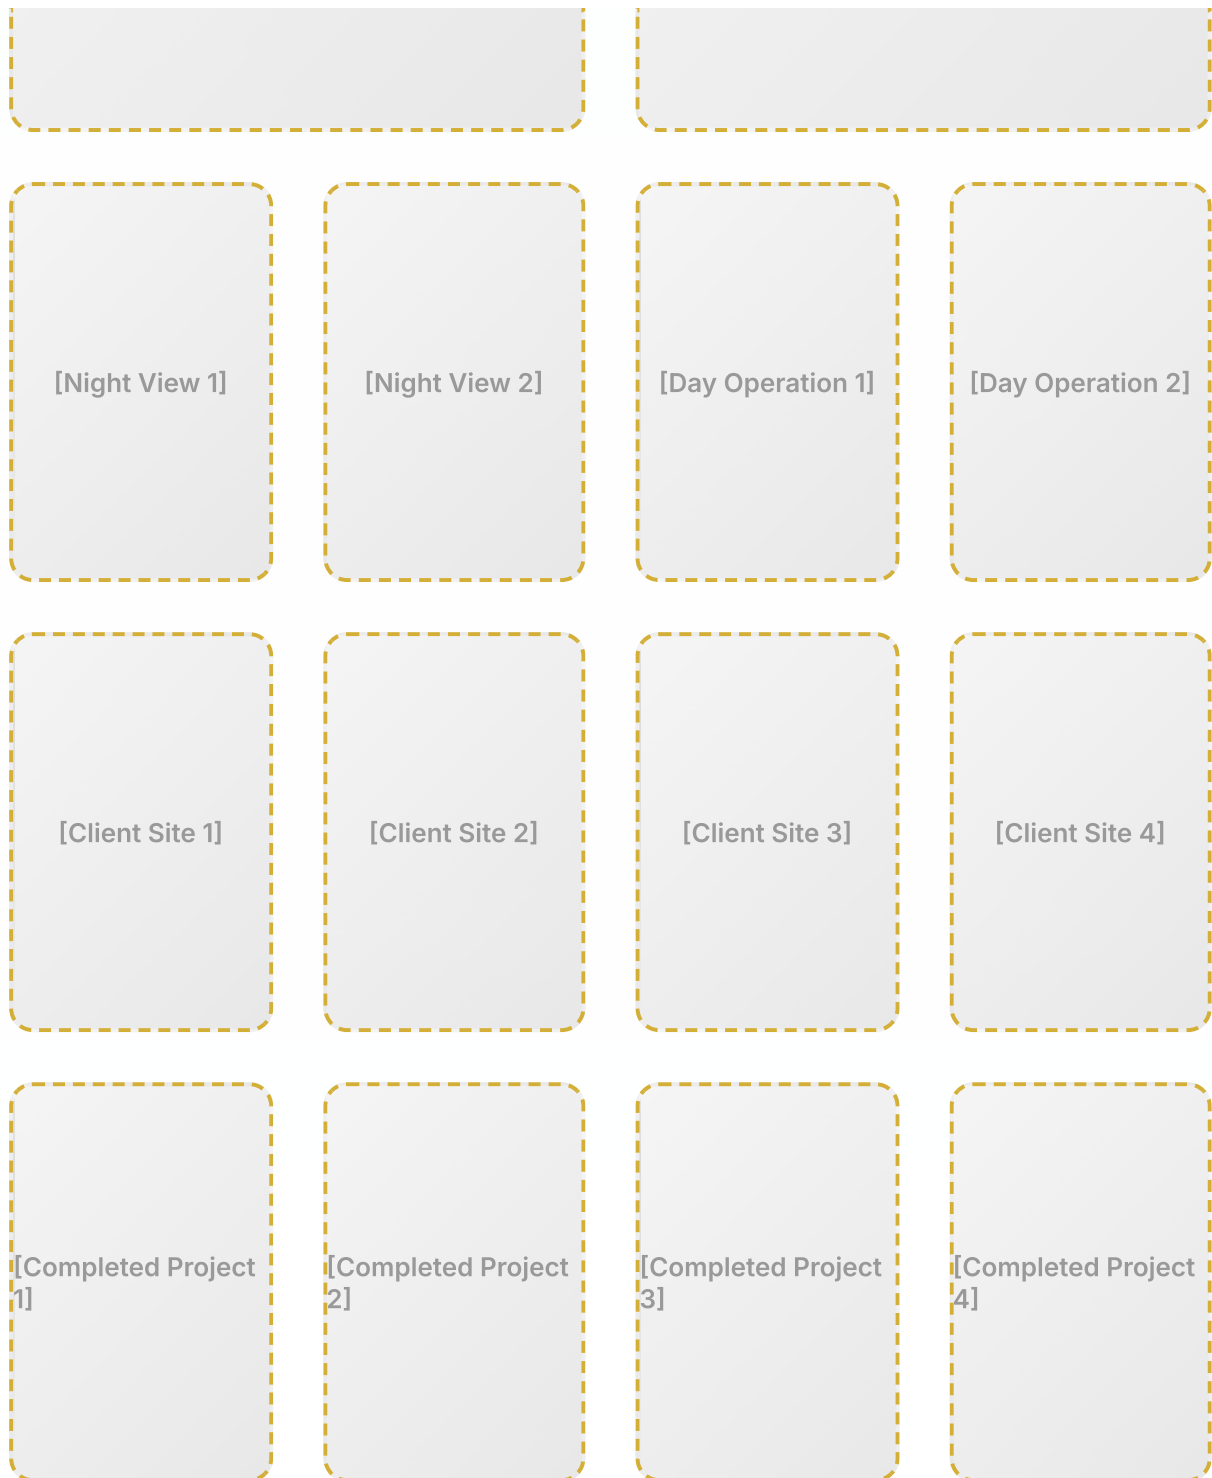 [Night View 1]
[Night View 2]
[Day Operation 1]
[Day Operation 2]
[Client Site 1]
[Client Site 2]
[Client Site 3]
[Client Site 4]
[Completed Project
1]
[Completed Project
2]
[Completed Project
3]
[Completed Project
4]